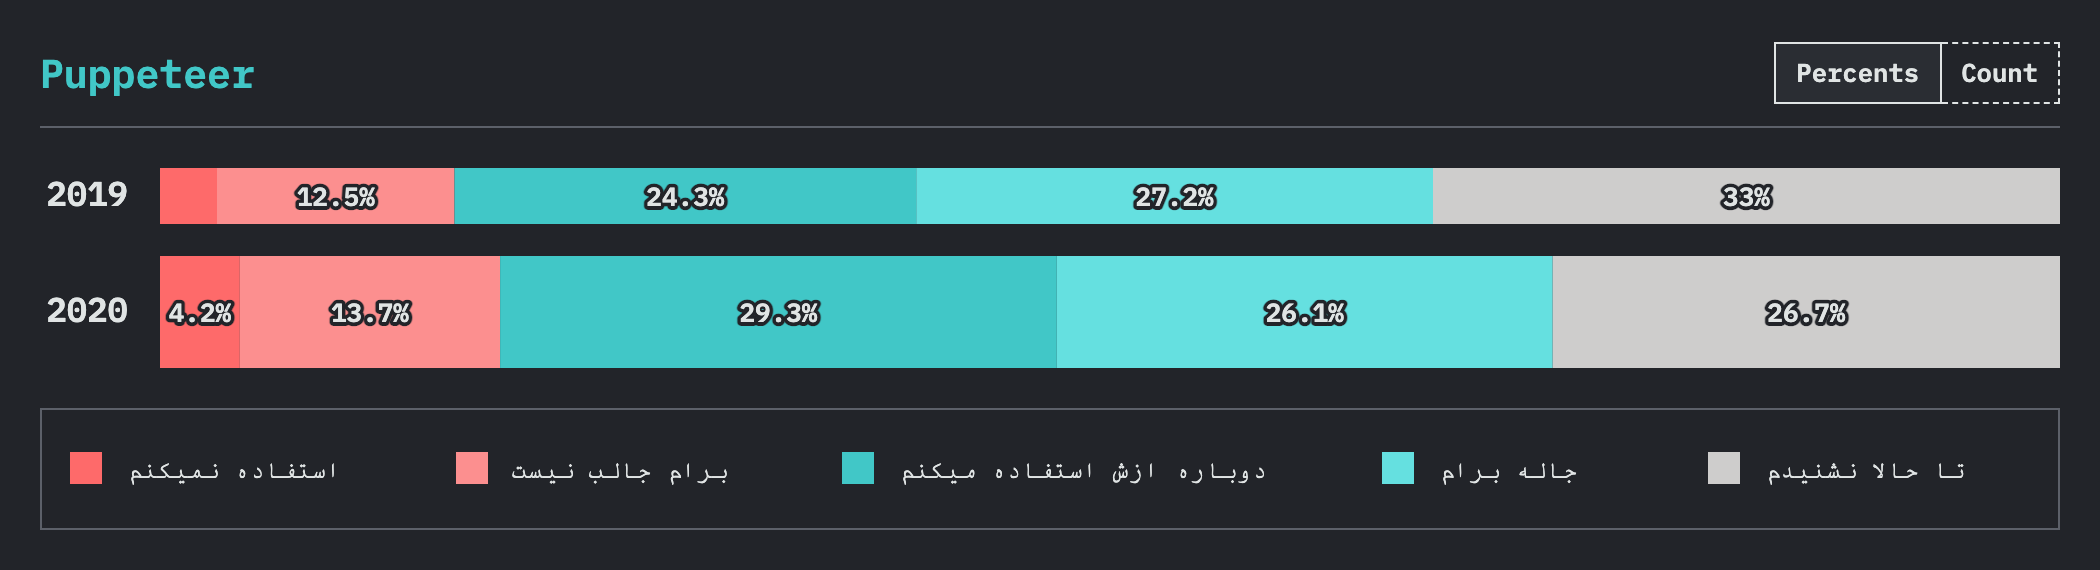 Puppeteer
Percents Count
2019 12.5% 24.3% 27.2% 33%
2020 4.2% 13.7% 29.3% 26.1% 26.7%
استفاده نمیکنم
برام جالب نیست
دوباره ازش استفاده میکنم
جاله برام
تا حالا نشنیدم